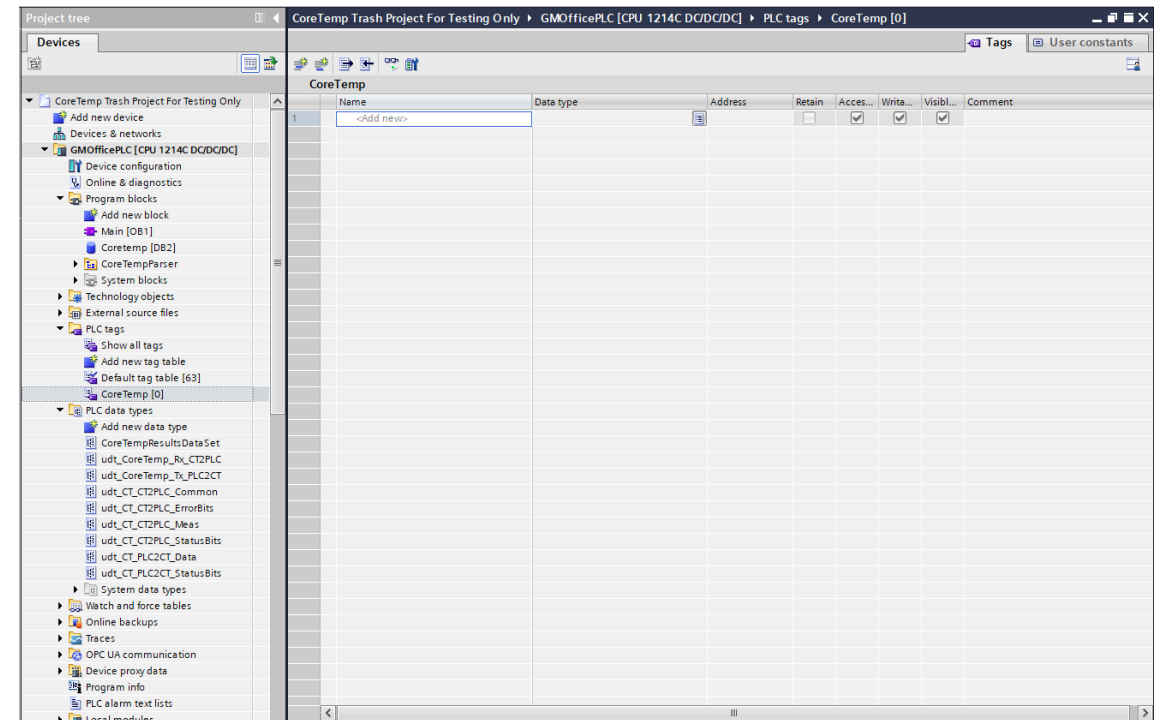 Project tree
CoreTemp Trash Project For Testing Only GMOfficePLC [CPU 1214C DC/DC/DC] PLC tags CoreTemp [0]
Devices
Tags User constants
CoreTemp
Name Data type Address Retain Acces... Writa... Visibl... Comment
1 <Add new>
CoreTemp Trash Project For Testing Only
Add new device
Devices & networks
GMOfficePLC [CPU 1214C DC/DC/DC]
Device configuration
Online & diagnostics
Program blocks
Add new block
Main [OB1]
Coretemp [DB2]
CoreTempParser
System blocks
Technology objects
External source files
PLC tags
Show all tags
Add new tag table
Default tag table [63]
CoreTemp [0]
PLC data types
Add new data type
CoreTempResultsDataSet
udt_CoreTemp_Rx_CT2PLC
udt_CoreTemp_Tx_PLC2CT
udt_CT_CT2PLC_Common
udt_CT_CT2PLC_ErrorBits
udt_CT_CT2PLC_Meas
udt_CT_CT2PLC_StatusBits
udt_CT_PLC2CT_Data
udt_CT_PLC2CT_StatusBits
System data types
Watch and force tables
Online backups
Traces
OPC UA communication
Device proxy data
Program info
PLC alarm text lists
Local modules